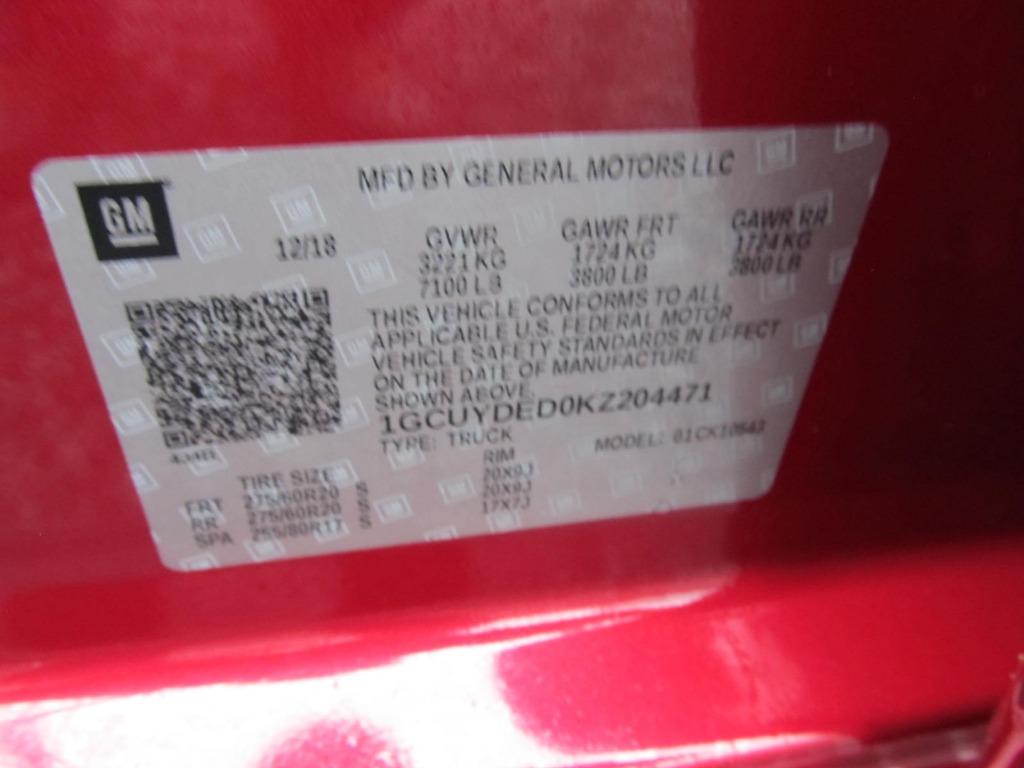 MFD BY GENERAL MOTORS LLC
GM
12/18
GVWR GAWR FRT GAWR RR
3221 KG 1724 KG 1724 KG
7100 LB 3800 LB 3800 LB
THIS VEHICLE CONFORMS TO ALL
APPLICABLE U.S. FEDERAL MOTOR
VEHICLE SAFETY STANDARDS IN EFFECT
ON THE DATE OF MANUFACTURE
SHOWN ABOVE.
1GCUYDED0KZ204471
TYPE: TRUCK MODEL: 01CK10543
TIRE SIZE RIM
FRT 275/60R20 S 20X9J
RR 275/60R20 S 20X9J
SPA 255/80R17 S 17X7J